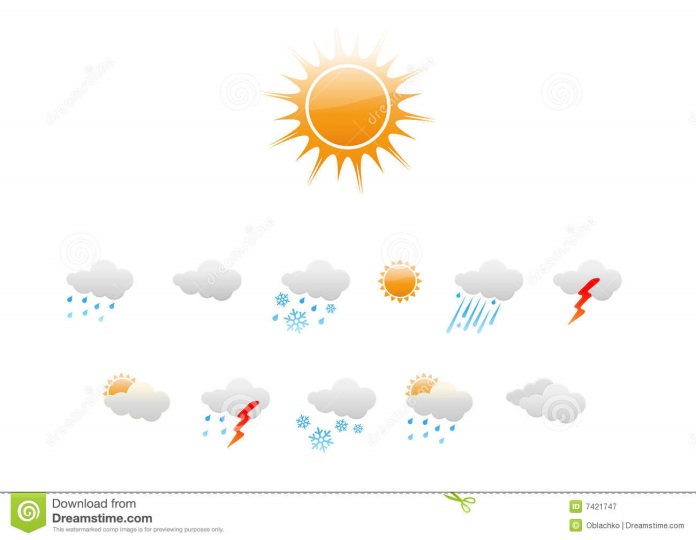 Download from
Dreamstime.com
This watermarked comp image is for previewing purposes only.
ID 7421747
© Oblachko | Dreamstime.com